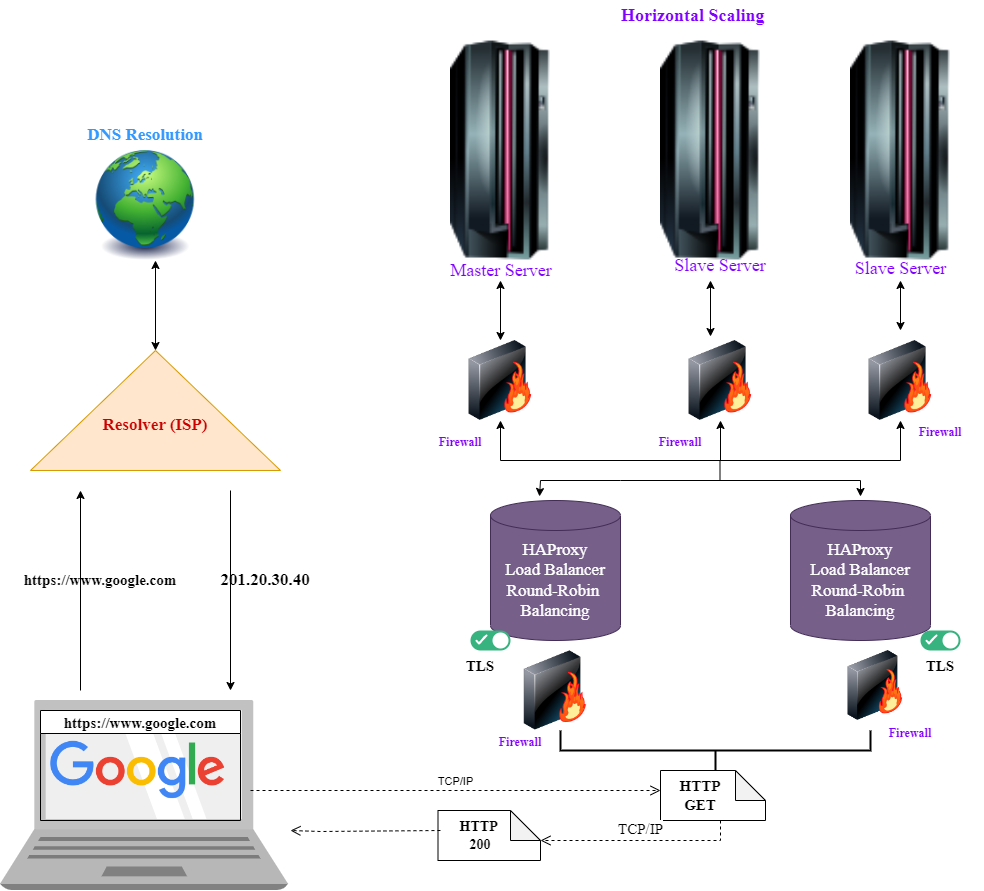 Horizontal Scaling
DNS Resolution
Master Server
Slave Server
Slave Server
Resolver (ISP)
Firewall
Firewall
Firewall
https://www.google.com
201.20.30.40
HAProxy
Load Balancer
Round-Robin
Balancing
HAProxy
Load Balancer
Round-Robin
Balancing
TLS
TLS
Firewall
Firewall
https://www.google.com
Google
TCP/IP
HTTP
GET
HTTP
200
TCP/IP